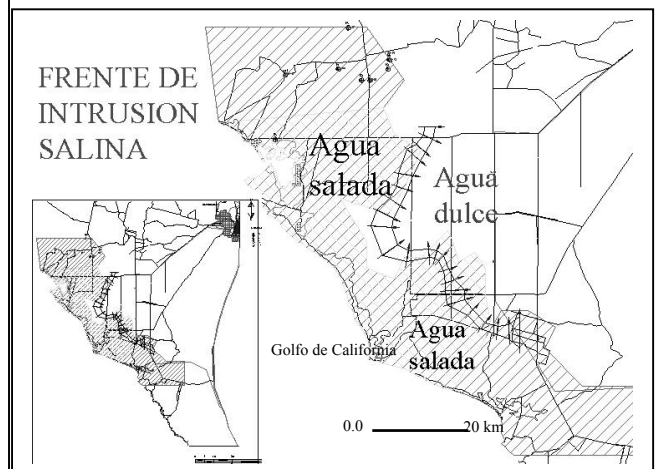 FRENTE DE
INTRUSION
SALINA
Agua
salada
Agua
dulce
Agua
salada
Golfo de California
0.0 20 km